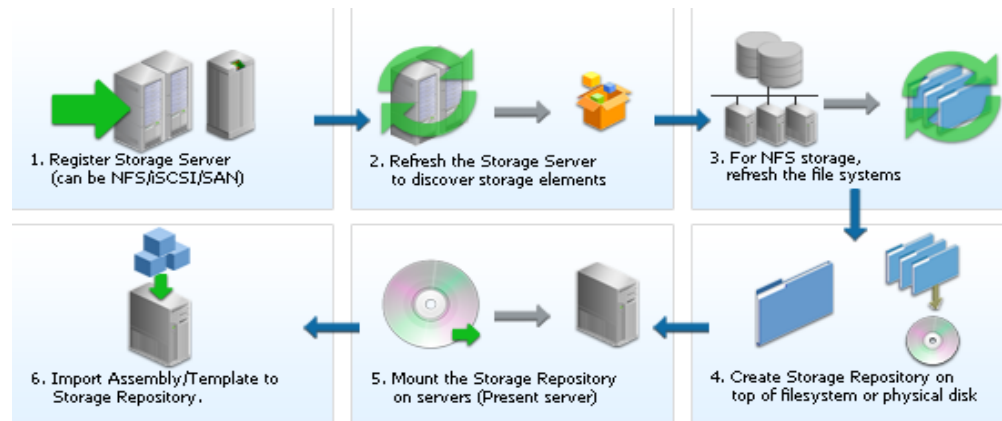 1. Register Storage Server
(can be NFS/iSCSI/SAN)
2. Refresh the Storage Server
to discover storage elements
3. For NFS storage,
refresh the file systems
4. Create Storage Repository on
top of filesystem or physical disk
5. Mount the Storage Repository
on servers (Present server)
6. Import Assembly/Template to
Storage Repository.